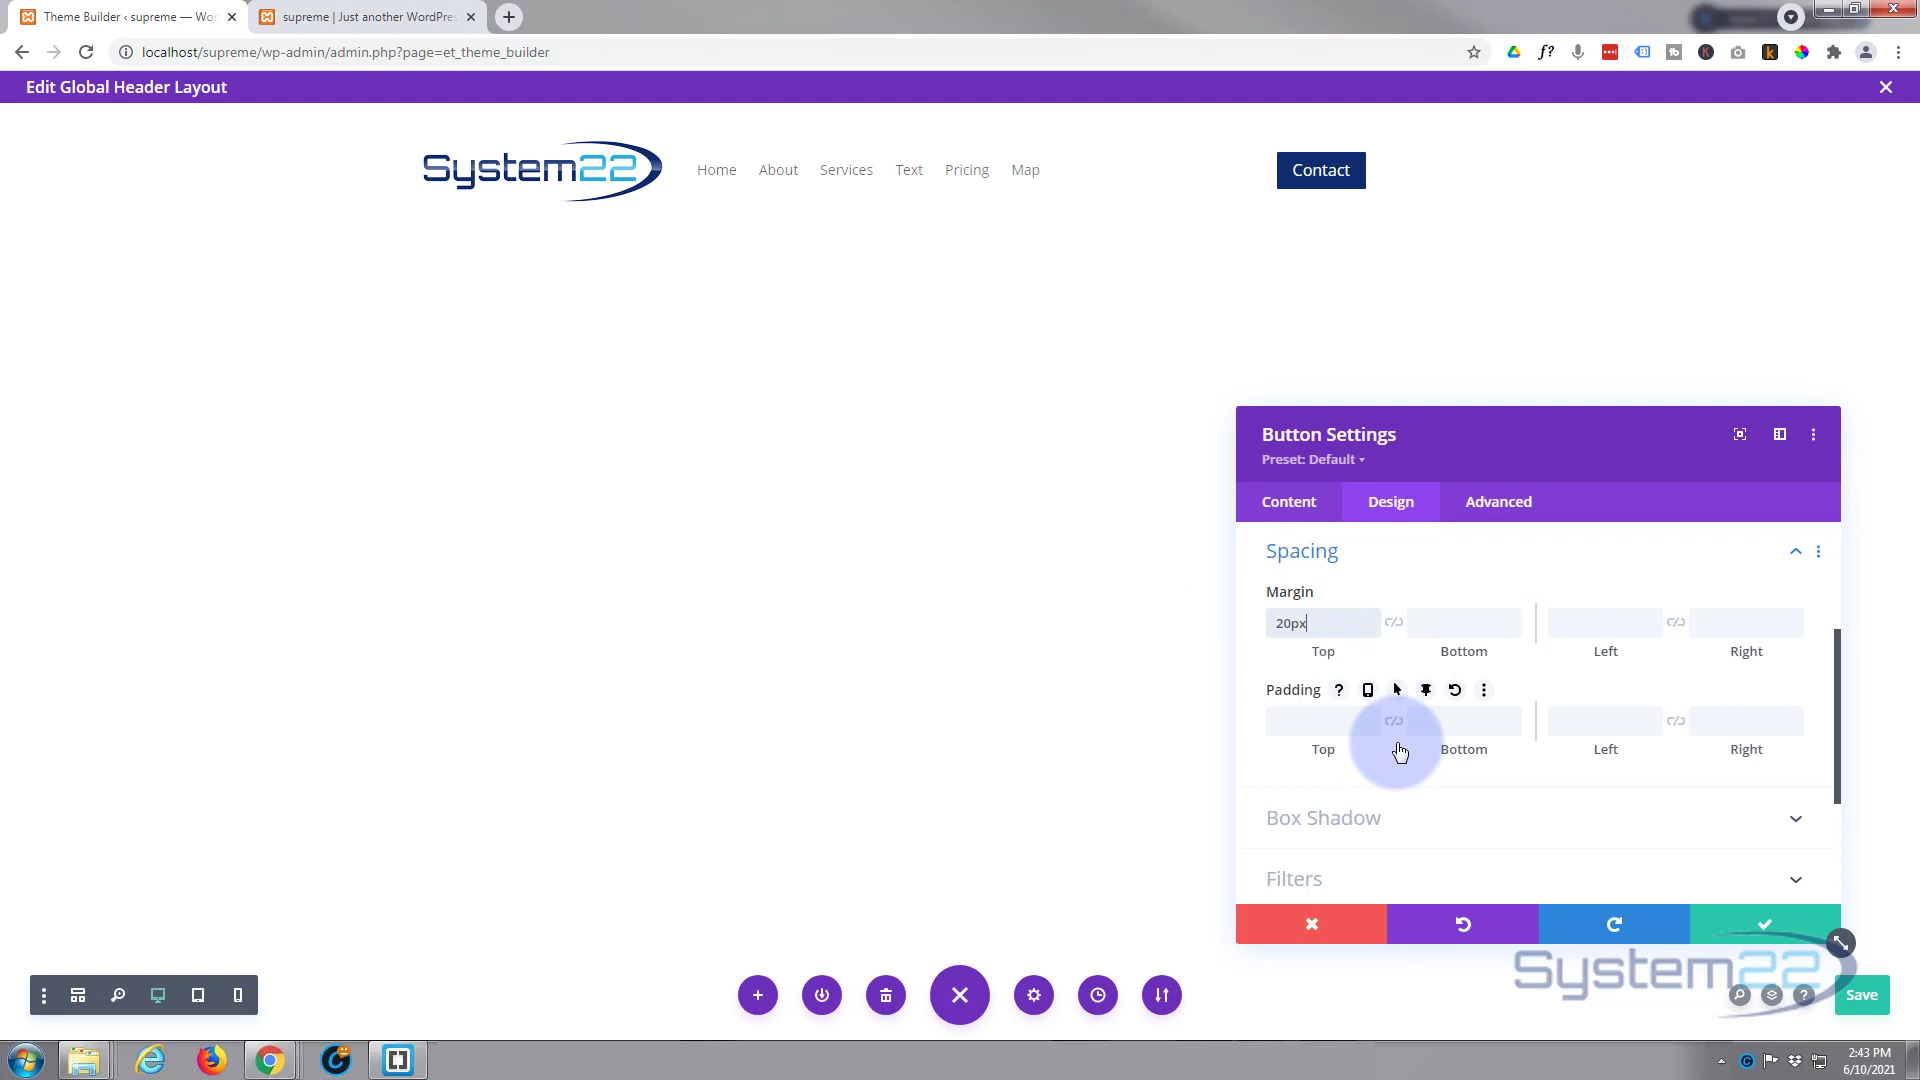 Theme Builder ‹ supreme — Wor
supreme | Just another WordPres
localhost/supreme/wp-admin/admin.php?page=et_theme_builder
Edit Global Header Layout
System22
Home
About
Services
Text
Pricing
Map
Contact
Button Settings
Preset: Default
Content
Design
Advanced
Spacing
Margin
20px
Top
Bottom
Left
Right
Padding
Top
Bottom
Left
Right
Box Shadow
Filters
System22
Save
2:43 PM
6/10/2021